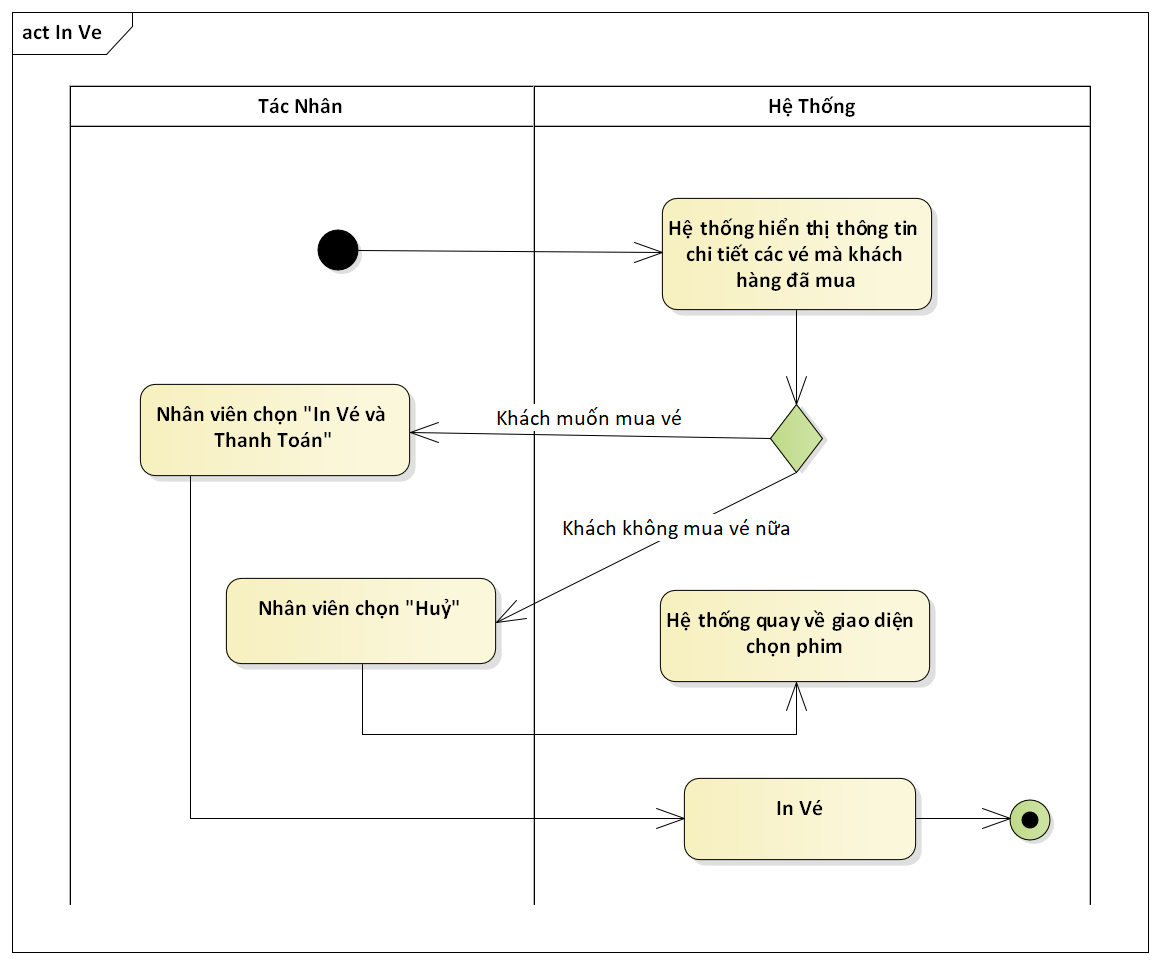 act In Ve
Tác Nhân
Hệ Thống
Hệ thống hiển thị thông tin
chi tiết các vé mà khách
hàng đã mua
Nhân viên chọn "In Vé và
Thanh Toán"
Khách muốn mua vé
Khách không mua vé nữa
Nhân viên chọn "Huỷ"
Hệ thống quay về giao diện
chọn phim
In Vé